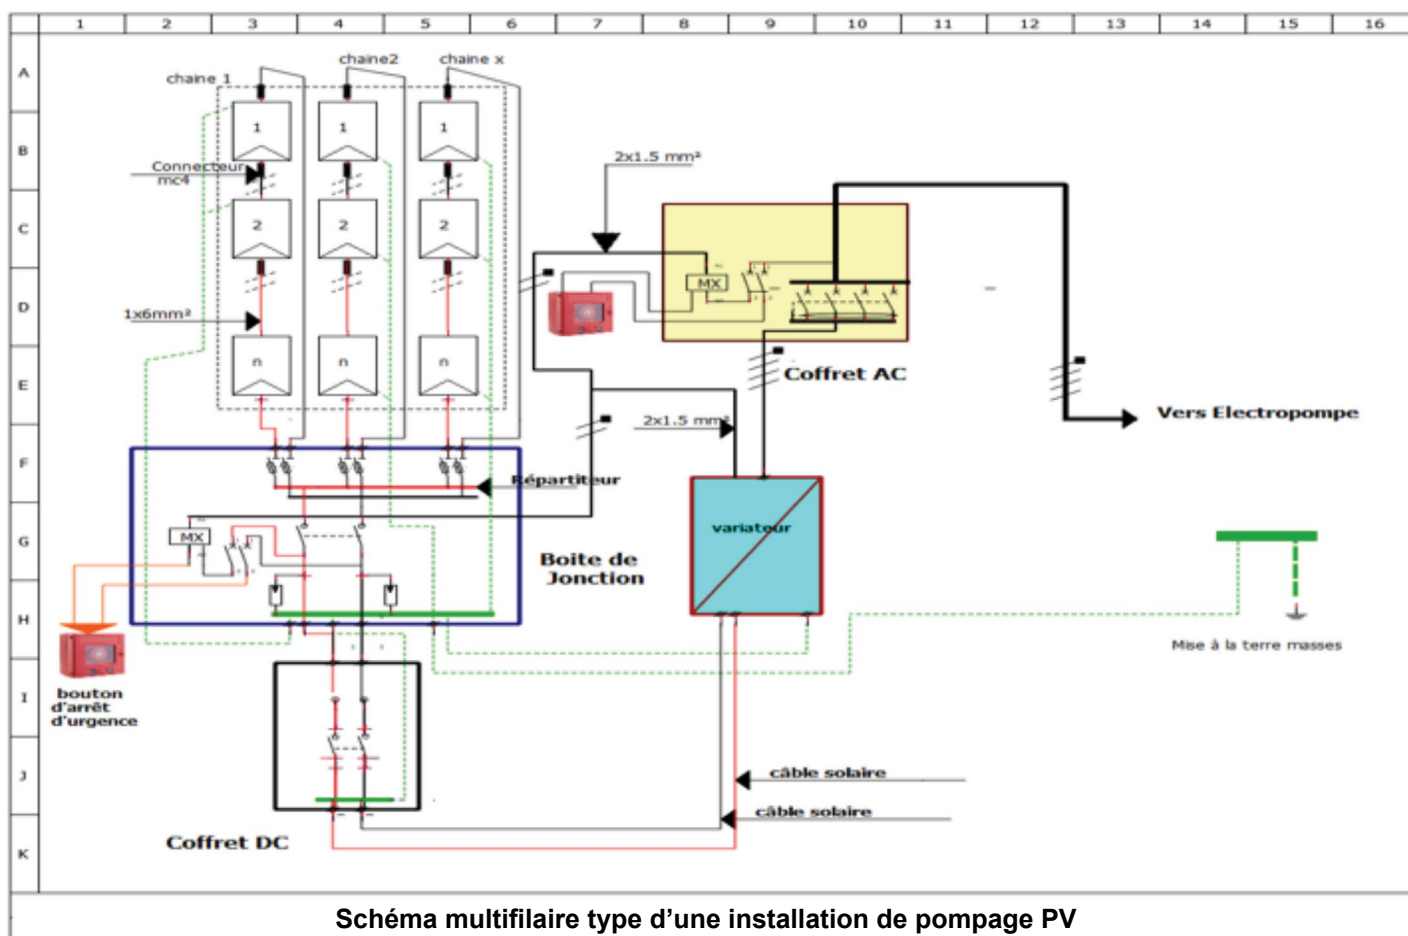 1 2 3 4 5 6 7 8 9 10 11 12 13 14 15 16
A
B
C
D
E
F
G
H
I
J
K
chaine 1
chaine2
chaine x
1 1 1
Connecteur
mc4
2 2 2
1x6mm²
n n n
2x1.5 mm²
MX
Coffret AC
2x1.5 mm²
Vers Electropompe
Répartiteur
variateur
MX
Boite de
Jonction
Mise à la terre masses
bouton
d'arrêt
d'urgence
câble solaire
câble solaire
Coffret DC
Schéma multifilaire type d'une installation de pompage PV